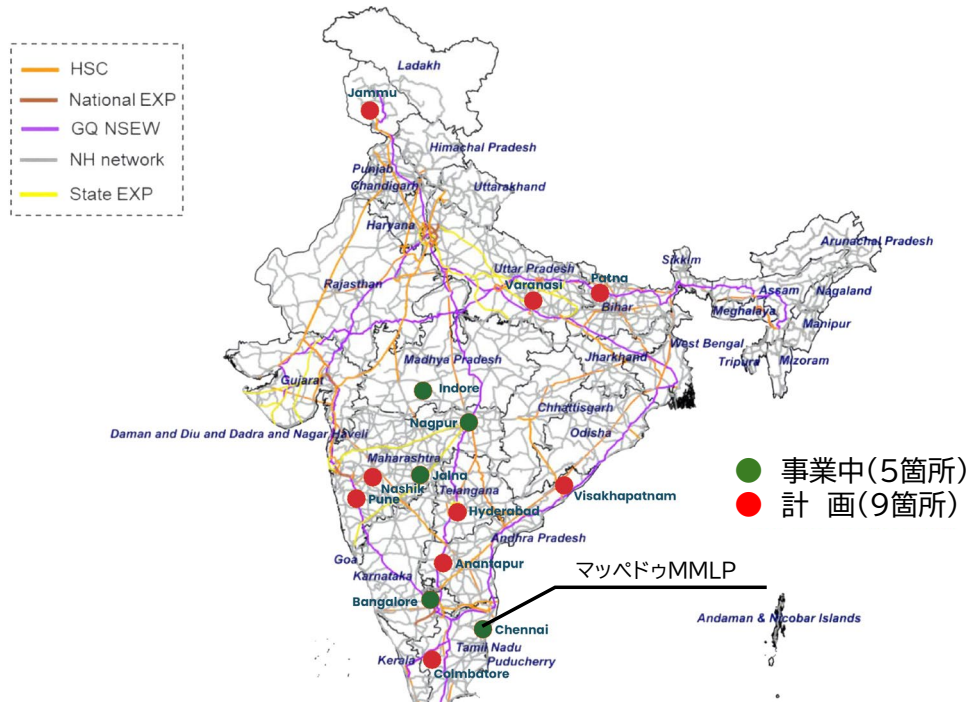 HSC
National EXP
GQ NSEW
NH network
State EXP
Ladakh
Jammu
Himachal Pradesh
Punjab
Chandigarh
Uttarakhand
Haryana
Arunachal Pradesh
Sikkim
Uttar Pradesh
Patna
Rajasthan
Varanasi
Assam
Nagaland
Bihar
Meghalaya
Manipur
West Bengal
Madhya Pradesh
Jharkhand
Tripura
Mizoram
Gujarat
Indore
Chhattisgarh
Nagpur
Daman and Diu and Dadra and Nagar Haveli
Odisha
Maharashtra
Jalna
事業中(5箇所)
Nashik
Telangana
Visakhapatnam
Pune
計 画(9箇所)
Hyderabad
Andhra Pradesh
Goa
Anantapur
Karnataka
マッペドゥMMLP
Bangalore
Andaman & Nicobar Islands
Chennai
Tamil Nadu
Kerala
Puducherry
Coimbatore